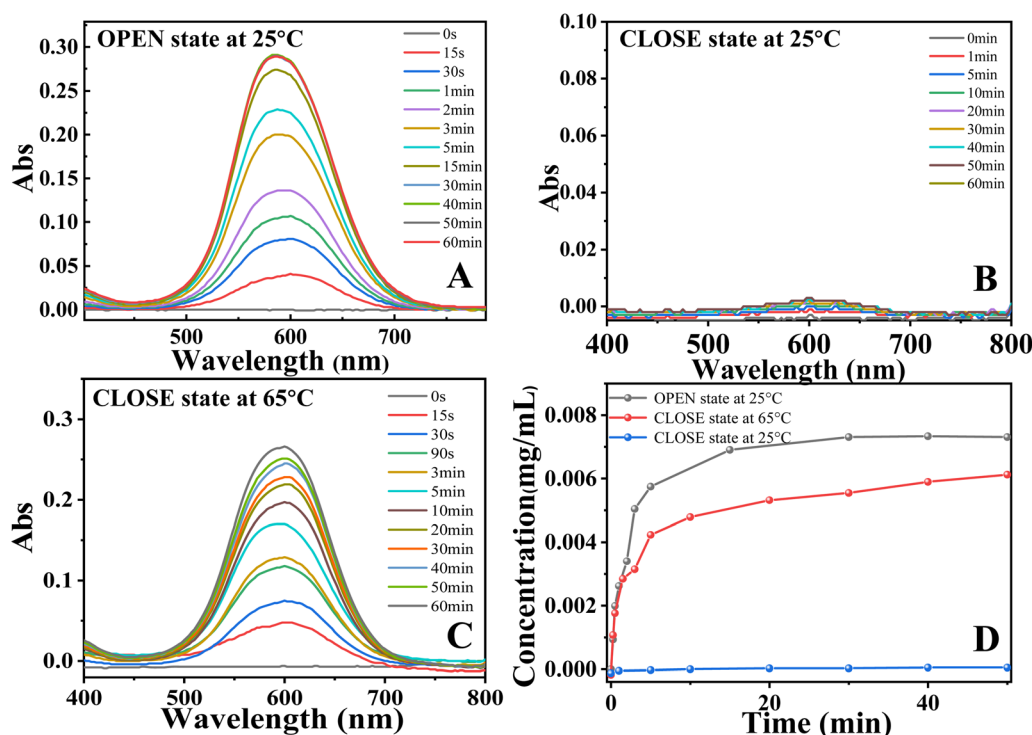 OPEN state at 25°C
0s
15s
30s
1min
2min
3min
5min
15min
30min
40min
50min
60min
0.30
0.25
0.20
0.15
0.10
0.05
0.00
Abs
A
500 600 700
Wavelength (nm)
CLOSE state at 25°C
0min
1min
5min
10min
20min
30min
40min
50min
60min
0.10
0.08
0.06
0.04
0.02
0.00
Abs
B
400 500 600 700 800
Wavelength (nm)
CLOSE state at 65°C
0s
15s
30s
90s
3min
5min
10min
20min
30min
40min
50min
60min
0.3
0.2
0.1
0.0
Abs
C
400 500 600 700 800
Wavelength (nm)
OPEN state at 25°C
CLOSE state at 65°C
CLOSE state at 25°C
0.008
0.006
0.004
0.002
0.000
Concentration(mg/mL)
D
0 20 40
Time (min)